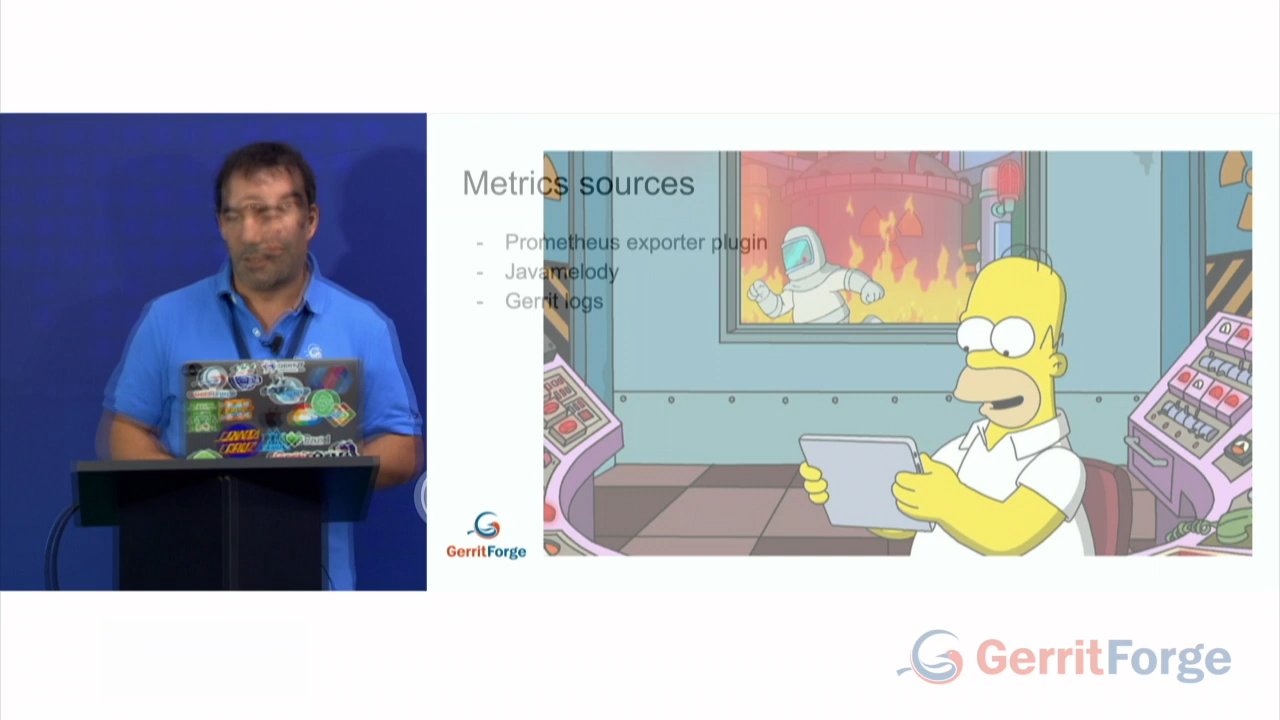 Metrics sources
- Prometheus exporter plugin
- Javamelody
- Gerrit logs
GerritForge
GerritForge